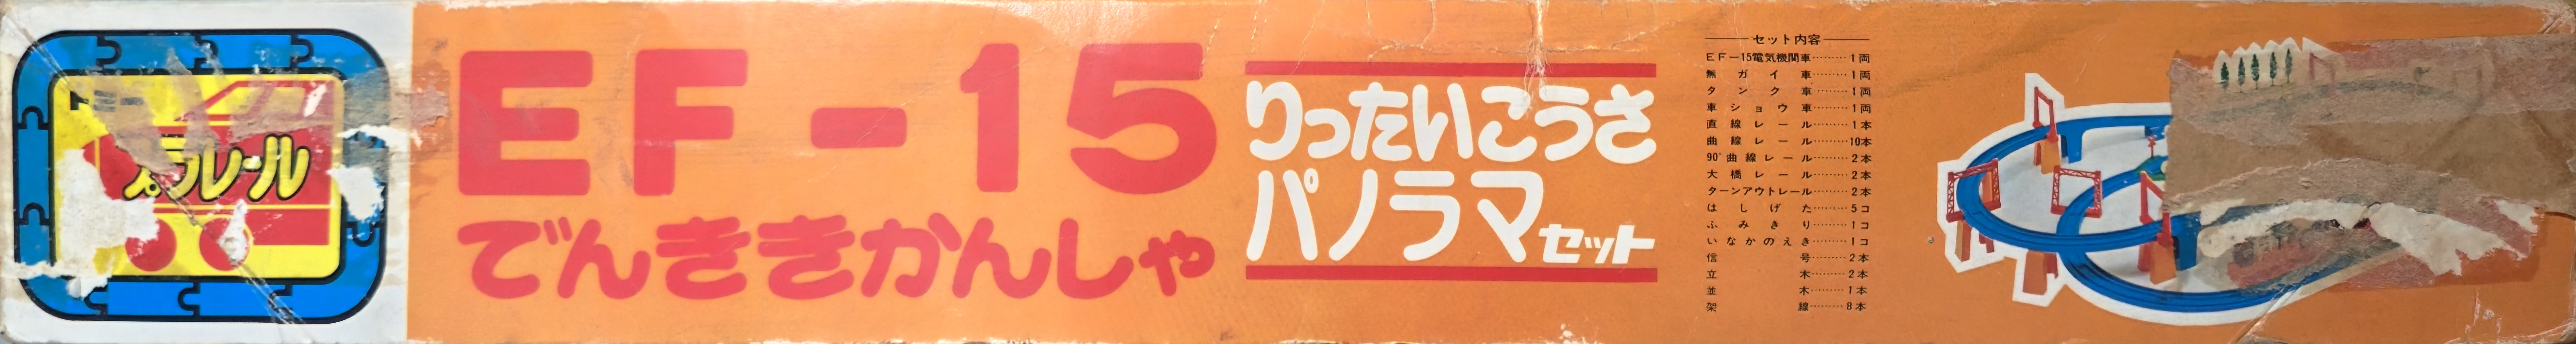 プラレール
EF-15
でんききかんしゃ
りったいこうさ
パノラマセット
セット内容
EF-15電気機関車………1両
無ガイ車………1両
タンク車………1両
車ショウ車………1両
直線レール………1本
曲線レール………10本
90°曲線レール………2本
大橋レール………2本
ターンアウトレール………2本
はしげた………5コ
ふみきり………1コ
いなかのえき………1コ
信号………2本
立木………2本
並木………1本
架線………8本